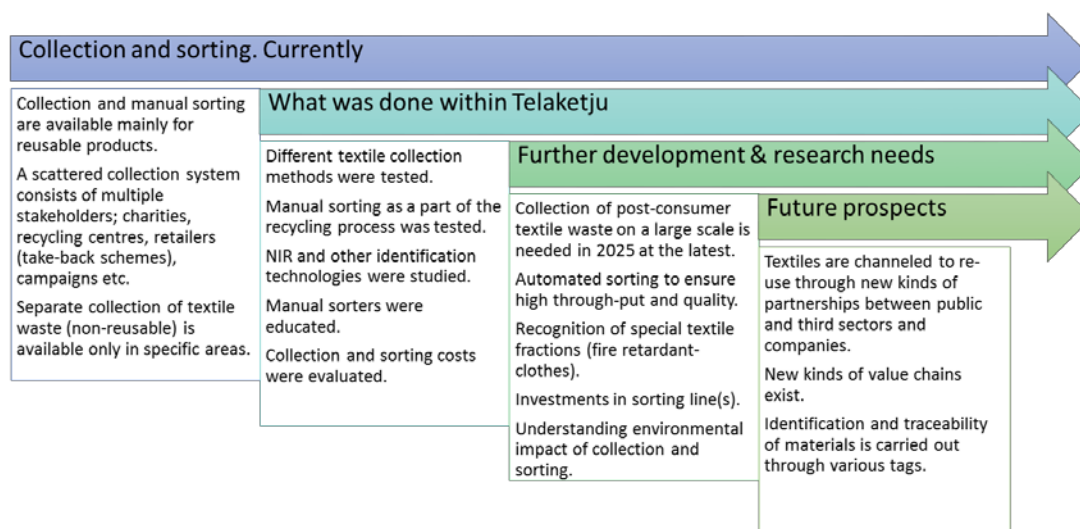 Collection and sorting. Currently
Collection and manual sorting
are available mainly for
reusable products.
A scattered collection system
consists of multiple
stakeholders; charities,
recycling centres, retailers
(take-back schemes),
campaigns etc.
Separate collection of textile
waste (non-reusable) is
available only in specific areas.
What was done within Telaketju
Different textile collection
methods were tested.
Manual sorting as a part of the
recycling process was tested.
NIR and other identification
technologies were studied.
Manual sorters were
educated.
Collection and sorting costs
were evaluated.
Further development & research needs
Collection of post-consumer
textile waste on a large scale is
needed in 2025 at the latest.
Automated sorting to ensure
high through-put and quality.
Recognition of special textile
fractions (fire retardant-
clothes).
Investments in sorting line(s).
Understanding environmental
impact of collection and
sorting.
Future prospects
Textiles are channeled to re-
use through new kinds of
partnerships between public
and third sectors and
companies.
New kinds of value chains
exist.
Identification and traceability
of materials is carried out
through various tags.